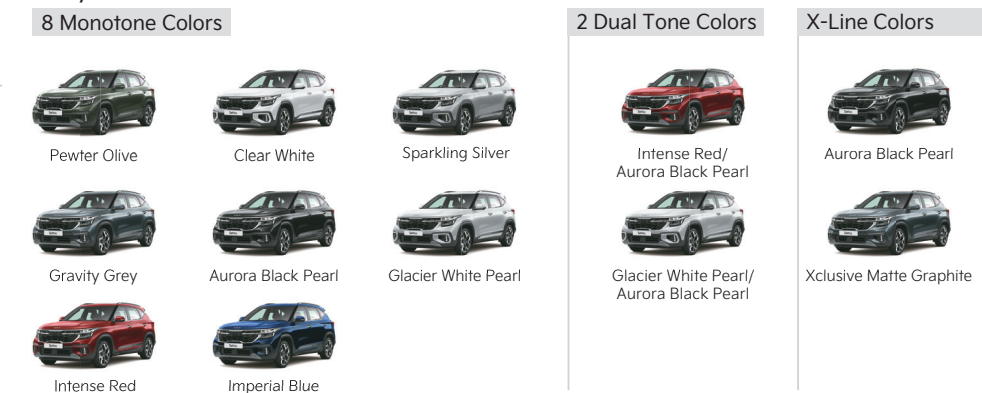 8 Monotone Colors
Pewter Olive
Clear White
Sparkling Silver
Gravity Grey
Aurora Black Pearl
Glacier White Pearl
Intense Red
Imperial Blue
2 Dual Tone Colors
Intense Red/
Aurora Black Pearl
Glacier White Pearl/
Aurora Black Pearl
X-Line Colors
Aurora Black Pearl
Xclusive Matte Graphite